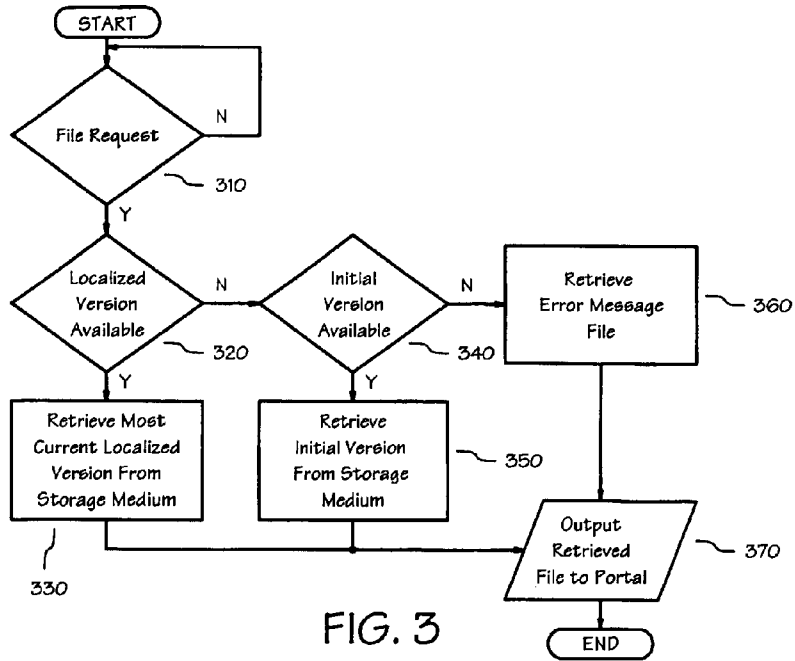 START
File Request
N
310
Y
Localized
Version
Available
N
320
Y
Initial
Version
Available
N
340
Y
Retrieve
Error Message
File
360
Retrieve Most
Current Localized
Version From
Storage Medium
330
Retrieve
Initial Version
From Storage
Medium
350
Output
Retrieved
File to Portal
370
END
FIG. 3